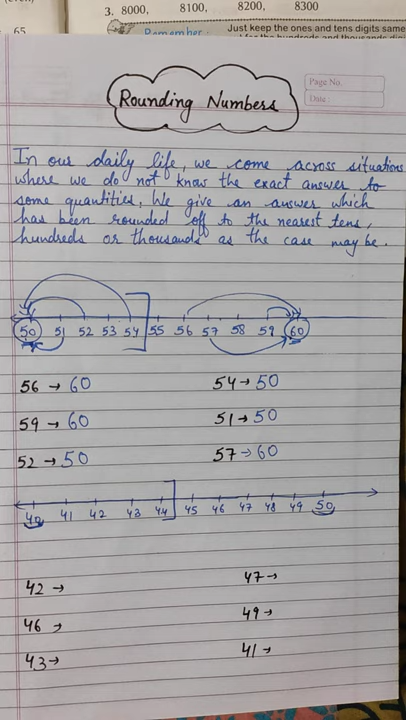 65
3. 8000, 8100, 8200, 8300
Remember: Just keep the ones and tens digits same
Rounding Numbers
Page No.
Date:
In our daily life, we come across situations
where we do not know the exact answer to
some quantities. We give an answer which
has been rounded off to the nearest tens,
hundreds or thousands as the case may be.
50 51 52 53 54 55 56 57 58 59 60
56 → 60 54 → 50
59 → 60 51 → 50
52 → 50 57 → 60
40 41 42 43 44 45 46 47 48 49 50
42 → 47 →
46 → 49 →
43 → 41 →